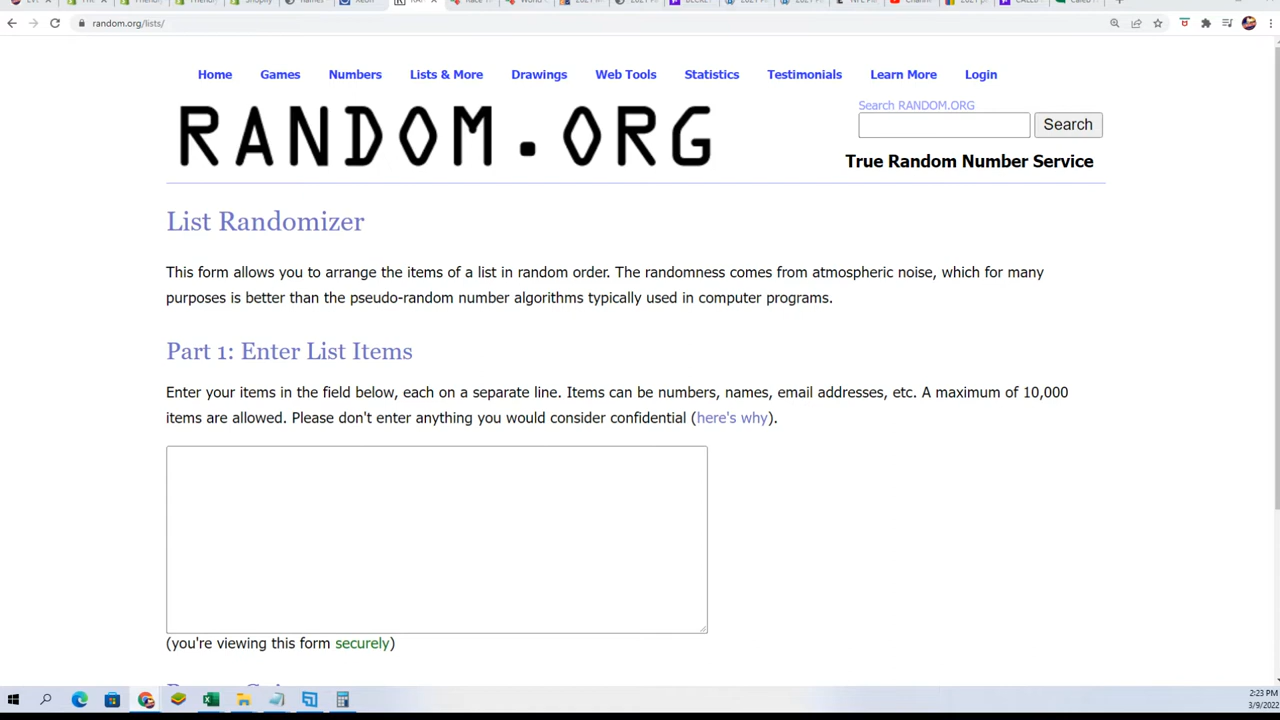 Shopify
random.org/lists/
Home Games Numbers Lists & More Drawings Web Tools Statistics Testimonials Learn More Login
RANDOM.ORG
Search RANDOM.ORG
Search
True Random Number Service
List Randomizer
This form allows you to arrange the items of a list in random order. The randomness comes from atmospheric noise, which for many
purposes is better than the pseudo-random number algorithms typically used in computer programs.
Part 1: Enter List Items
Enter your items in the field below, each on a separate line. Items can be numbers, names, email addresses, etc. A maximum of 10,000
items are allowed. Please don't enter anything you would consider confidential (here's why).
(you're viewing this form securely)
2:23 PM
3/9/2022